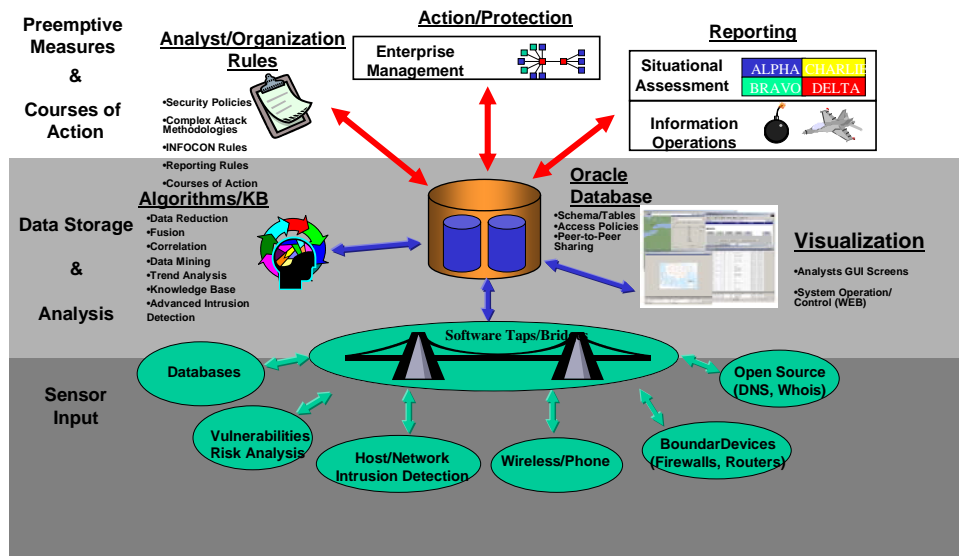 Preemptive
Measures
&
Courses of
Action
Analyst/Organization
Rules
•Security Policies
•Complex Attack
Methodologies
•INFOCON Rules
•Reporting Rules
•Courses of Action
Action/Protection
Enterprise
Management
Reporting
Situational
Assessment
ALPHA
CHARLIE
BRAVO
DELTA
Information
Operations
Data Storage
&
Analysis
Algorithms/KB
•Data Reduction
•Fusion
•Correlation
•Data Mining
•Trend Analysis
•Knowledge Base
•Advanced Intrusion
Detection
Oracle
Database
•Schema/Tables
•Access Policies
•Peer-to-Peer
Sharing
Visualization
•Analysts GUI Screens
•System Operation/
Control (WEB)
Software Taps/Bridges
Sensor
Input
Databases
Vulnerabilities
Risk Analysis
Host/Network
Intrusion Detection
Wireless/Phone
BoundarDevices
(Firewalls, Routers)
Open Source
(DNS, Whois)